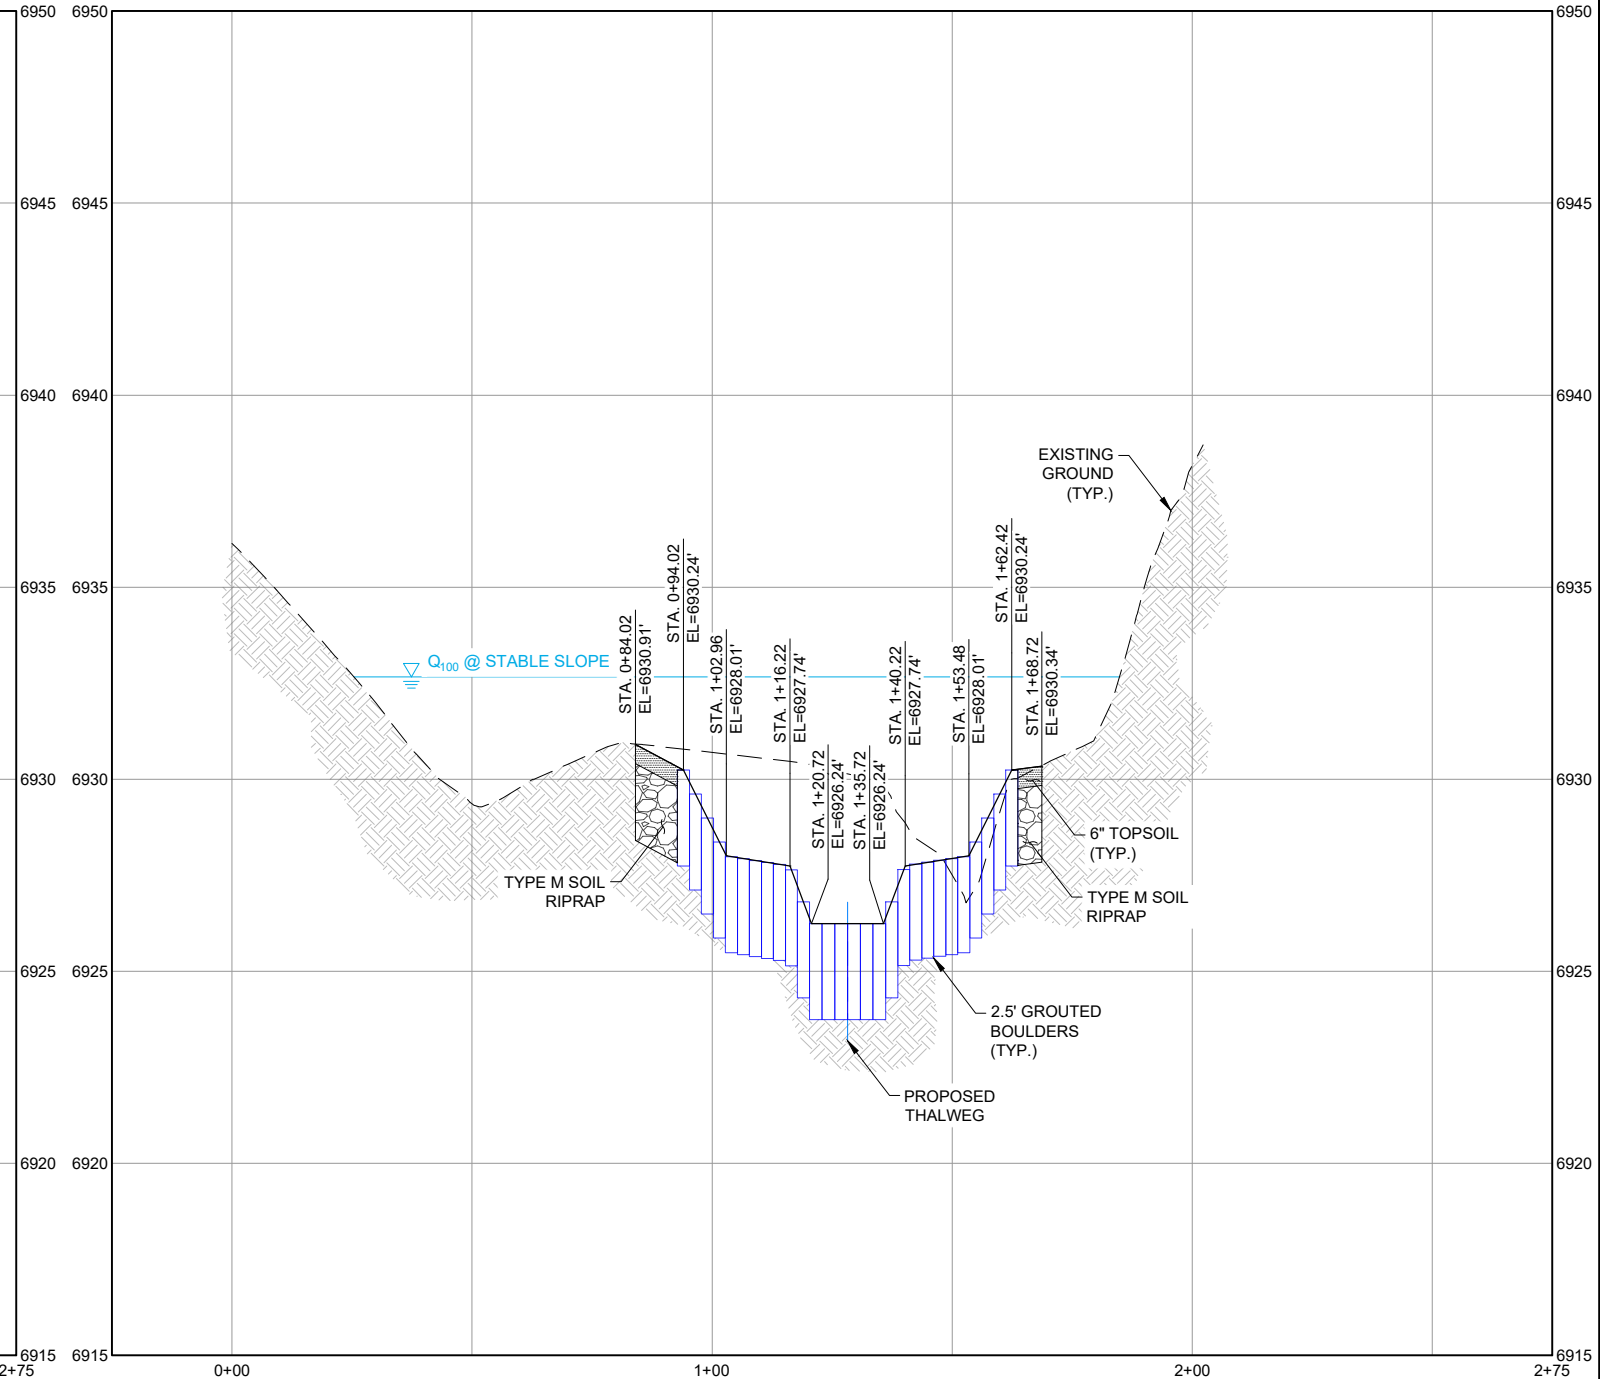 6950 6950 6950
6945 6945 6945
6940 6940 6940
EXISTING
GROUND
(TYP.)
6935 6935 6935
Q100 @ STABLE SLOPE
STA. 0+84.02
EL=6930.91'
STA. 0+94.02
EL=6930.24'
STA. 1+02.96
EL=6928.01'
STA. 1+16.22
EL=6927.74'
STA. 1+20.72
EL=6926.24'
STA. 1+35.72
EL=6926.24'
STA. 1+40.22
EL=6927.74'
STA. 1+53.48
EL=6928.01'
STA. 1+62.42
EL=6930.24'
STA. 1+68.72
EL=6930.34'
6930 6930 6930
6" TOPSOIL
(TYP.)
TYPE M SOIL
RIPRAP
TYPE M SOIL
RIPRAP
6925 6925 6925
2.5' GROUTED
BOULDERS
(TYP.)
PROPOSED
THALWEG
6920 6920 6920
6915 6915 6915
2+75 0+00 1+00 2+00 2+75